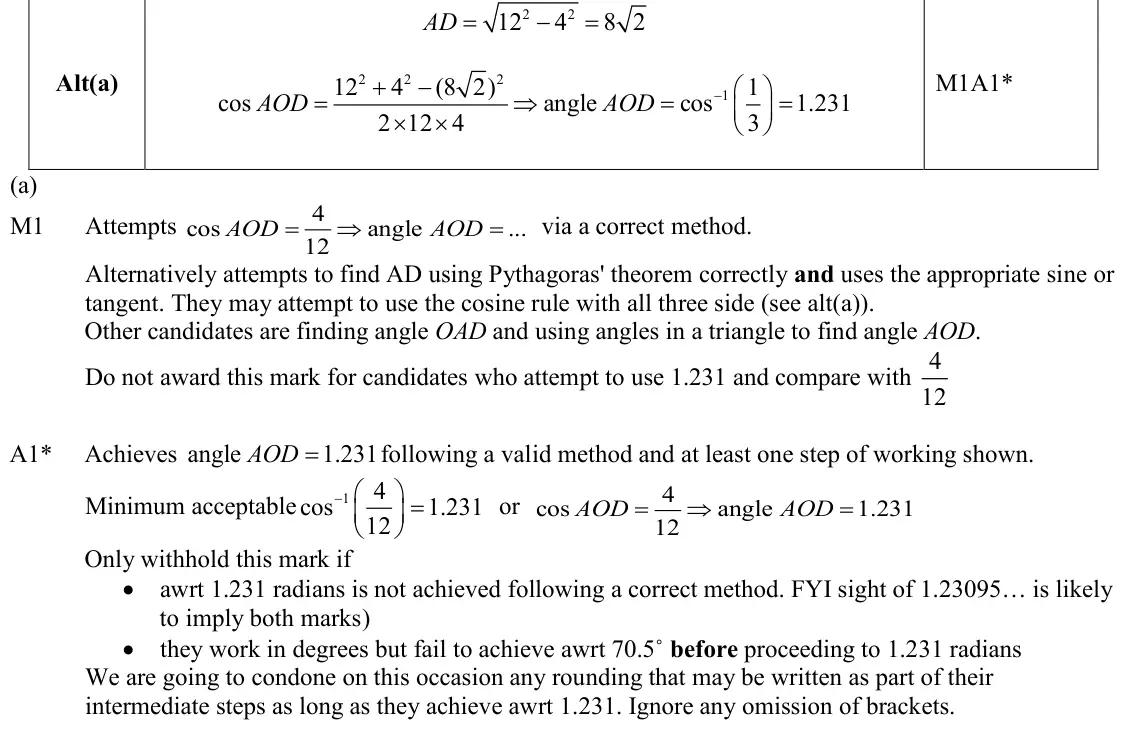 AD = √(12² − 4²) = 8√2
Alt(a)
cos AOD = (12² + 4² − (8√2)²)/(2×12×4) ⇒ angle AOD = cos⁻¹(1/3) = 1.231
M1A1*
(a)
M1 Attempts cos AOD = 4/12 ⇒ angle AOD = ... via a correct method.
Alternatively attempts to find AD using Pythagoras' theorem correctly and uses the appropriate sine or
tangent. They may attempt to use the cosine rule with all three side (see alt(a)).
Other candidates are finding angle OAD and using angles in a triangle to find angle AOD.
Do not award this mark for candidates who attempt to use 1.231 and compare with 4/12
A1* Achieves angle AOD = 1.231 following a valid method and at least one step of working shown.
Minimum acceptable cos⁻¹(4/12) = 1.231 or cos AOD = 4/12 ⇒ angle AOD = 1.231
Only withhold this mark if
• awrt 1.231 radians is not achieved following a correct method. FYI sight of 1.23095… is likely
to imply both marks)
• they work in degrees but fail to achieve awrt 70.5˚ before proceeding to 1.231 radians
We are going to condone on this occasion any rounding that may be written as part of their
intermediate steps as long as they achieve awrt 1.231. Ignore any omission of brackets.